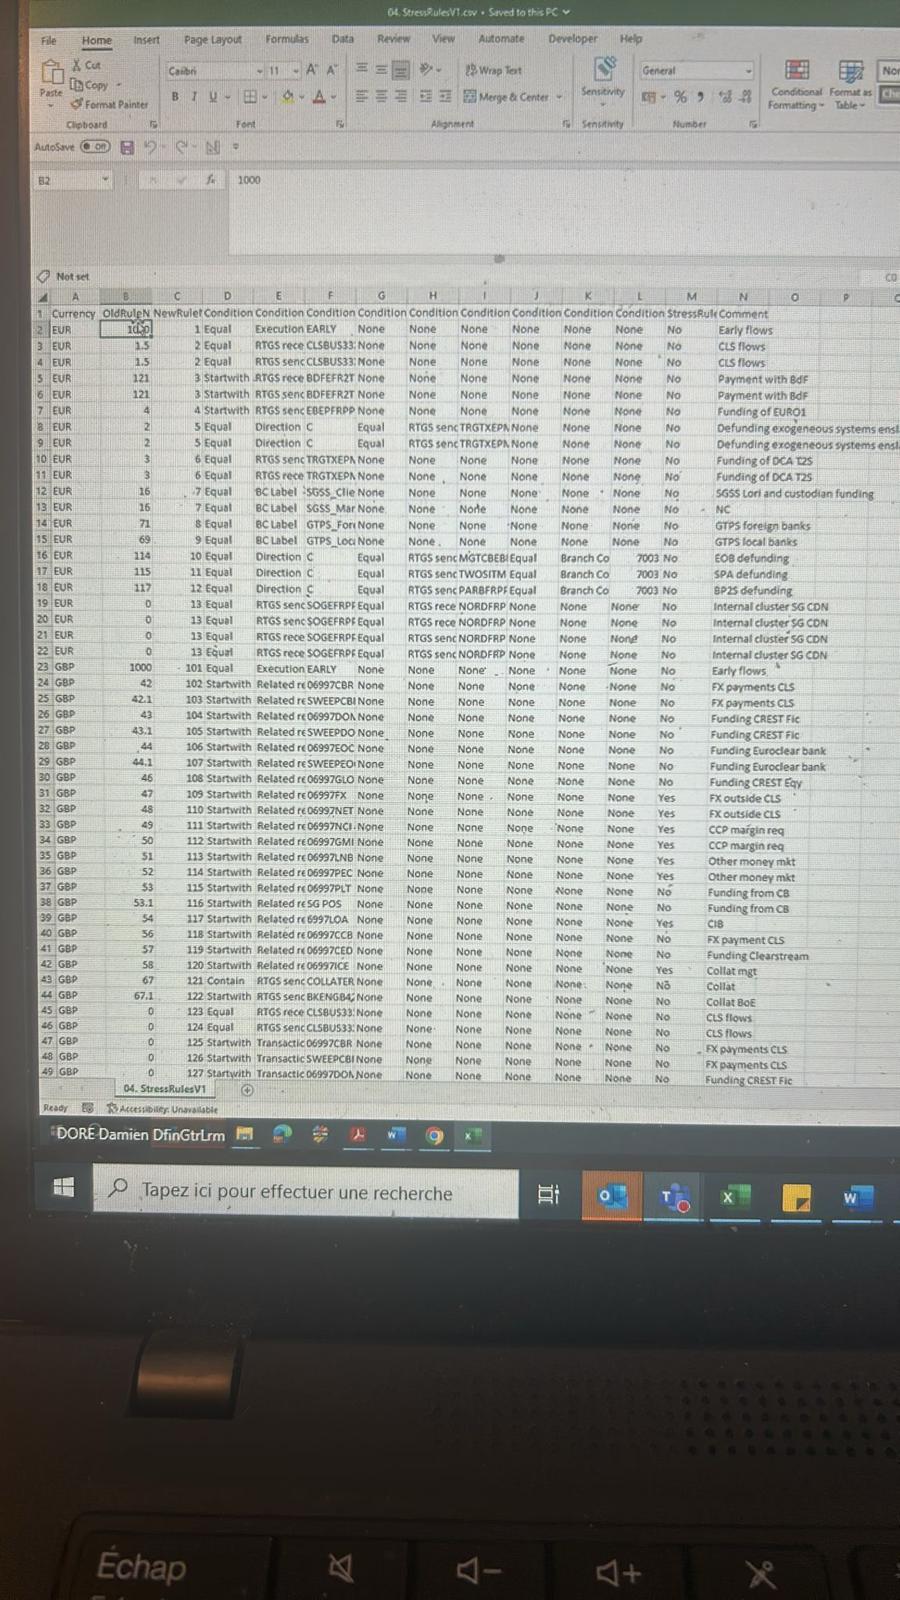 04. StressRulesV1.csv • Saved to this PC
File Home Insert Page Layout Formulas Data Review View Automate Developer Help
Cut
Copy
Format Painter
Paste
Calibri 11 A A
B I U
Wrap Text
Merge & Center
Sensitivity
General
Conditional Formatting
Format as Table
Clipboard Font Alignment Sensitivity Number
AutoSave Off
B2 fx 1000
Not set
A B C D E F G H I J K L M N O P
1 Currency OldRuleN NewRule Condition Condition Condition Condition Condition Condition Condition Condition Condition StressRule Comment
2 EUR 1 Equal Execution EARLY None None None None None None No Early flows
3 EUR 1.5 2 Equal RTGS rece CLSBUS33 None None None None None None No CLS flows
4 EUR 1.5 2 Equal RTGS senc CLSBUS33 None None None None None None No CLS flows
5 EUR 121 3 Startwith RTGS rece BDFEFR2T None None None None None None No Payment with BdF
6 EUR 121 3 Startwith RTGS senc BDFEFR2T None None None None None None No Payment with BdF
7 EUR 4 4 Startwith RTGS senc EBEPFRPP None None None None None None No Funding of EURO1
8 EUR 2 5 Equal Direction C Equal RTGS senc TRGTXEPN None None None No Defunding exogeneous systems ensl
9 EUR 2 5 Equal Direction C Equal RTGS senc TRGTXEPN None None None No Defunding exogeneous systems ensl
10 EUR 3 6 Equal RTGS senc TRGTXEPN None None None None None None No Funding of DCA T2S
11 EUR 3 6 Equal RTGS rece TRGTXEPN None None None None None None No Funding of DCA T2S
12 EUR 16 7 Equal BC Label SGSS_Clie None None None None None None No SGSS Lori and custodian funding
13 EUR 16 7 Equal BC Label SGSS_Mar None None None None None None No NC
14 EUR 71 8 Equal BC Label GTPS_For None None None None None None No GTPS foreign banks
15 EUR 69 9 Equal BC Label GTPS_Loc None None None None None None No GTPS local banks
16 EUR 114 10 Equal Direction C Equal RTGS senc MGTCBEBI Equal Branch Co 7003 No EOB defunding
17 EUR 115 11 Equal Direction C Equal RTGS senc TWOSITM Equal Branch Co 7003 No SPA defunding
18 EUR 117 12 Equal Direction C Equal RTGS senc PARBFRPF Equal Branch Co 7003 No BP2S defunding
19 EUR 0 13 Equal RTGS senc SOGEFRPF Equal RTGS rece NORDFRP None None None No Internal cluster SG CDN
20 EUR 0 13 Equal RTGS senc SOGEFRPF Equal RTGS rece NORDFRP None None None No Internal cluster SG CDN
21 EUR 0 13 Equal RTGS rece SOGEFRPF Equal RTGS senc NORDFRP None None None No Internal cluster SG CDN
22 EUR 0 13 Equal RTGS rece SOGEFRPF Equal RTGS senc NORDFRP None None None No Internal cluster SG CDN
23 GBP 1000 101 Equal Execution EARLY None None None None None None No Early flows
24 GBP 42 102 Startwith Related re 06997CBR None None None None None None No FX payments CLS
25 GBP 42.1 103 Startwith Related re SWEEPCBI None None None None None None No FX payments CLS
26 GBP 43 104 Startwith Related re 06997DON None None None None None None No Funding CREST Fic
27 GBP 43.1 105 Startwith Related re SWEEPDO None None None None None None No Funding CREST Fic
28 GBP 44 106 Startwith Related re 06997EOC None None None None None None No Funding Euroclear bank
29 GBP 44.1 107 Startwith Related re SWEEPEO None None None None None None No Funding Euroclear bank
30 GBP 46 108 Startwith Related re 06997GLO None None None None None None No Funding CREST Eqy
31 GBP 47 109 Startwith Related re 06997FX None None None None None None Yes FX outside CLS
32 GBP 48 110 Startwith Related re 06997NET None None None None None None Yes FX outside CLS
33 GBP 49 111 Startwith Related re 06997NCI None None None None None None Yes CCP margin req
34 GBP 50 112 Startwith Related re 06997GMI None None None None None None Yes CCP margin req
35 GBP 51 113 Startwith Related re 06997LNB None None None None None None Yes Other money mkt
36 GBP 52 114 Startwith Related re 06997PEC None None None None None None Yes Other money mkt
37 GBP 53 115 Startwith Related re 06997PLT None None None None None None No Funding from CB
38 GBP 53.1 116 Startwith Related re SG POS None None None None None None No Funding from CB
39 GBP 54 117 Startwith Related re 6997LOA None None None None None None Yes CIB
40 GBP 56 118 Startwith Related re 06997CCB None None None None None None No FX payment CLS
41 GBP 57 119 Startwith Related re 06997CED None None None None None None No Funding Clearstream
42 GBP 58 120 Startwith Related re 06997ICE None None None None None None Yes Collat mgt
43 GBP 67 121 Contain RTGS senc COLLATER None None None None None None No Collat
44 GBP 67.1 122 Startwith RTGS senc BKENGB4 None None None None None None No Collat BoE
45 GBP 0 123 Equal RTGS rece CLSBUS33 None None None None None None No CLS flows
46 GBP 0 124 Equal RTGS senc CLSBUS33 None None None None None None No CLS flows
47 GBP 0 125 Startwith Transactic 06997CBR None None None None None None No FX payments CLS
48 GBP 0 126 Startwith Transactic SWEEPCBI None None None None None None No FX payments CLS
49 GBP 0 127 Startwith Transactic 06997DON None None None None None None No Funding CREST Fic
04. StressRulesV1
Ready Accessibility: Unavailable
DORE Damien DfinGtrLrm
Tapez ici pour effectuer une recherche
Échap